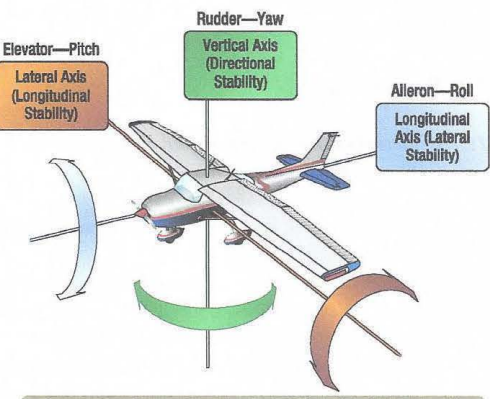 Rudder—Yaw
Vertical Axis
(Directional
Stability)
Elevator—Pitch
Lateral Axis
(Longitudinal
Stability)
Aileron—Roll
Longitudinal
Axis (Lateral
Stability)